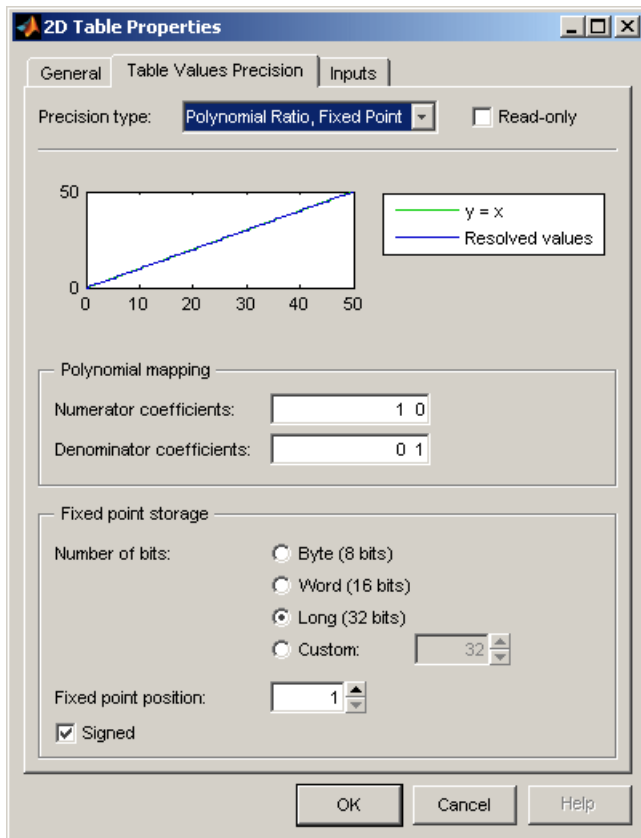 2D Table Properties
General Table Values Precision Inputs
Precision type: Polynomial Ratio, Fixed Point Read-only
50
0
0 10 20 30 40 50
y = x
Resolved values
Polynomial mapping
Numerator coefficients: 1 0
Denominator coefficients: 0 1
Fixed point storage
Number of bits: Byte (8 bits)
Word (16 bits)
Long (32 bits)
Custom: 32
Fixed point position: 1
Signed
OK Cancel Help